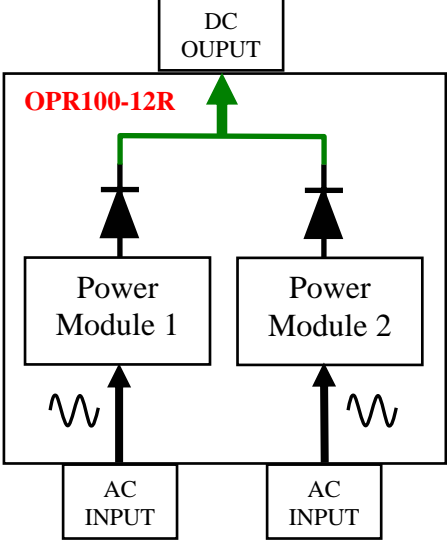 DC
OUPUT
OPR100-12R
Power
Module 1
Power
Module 2
AC
INPUT
AC
INPUT